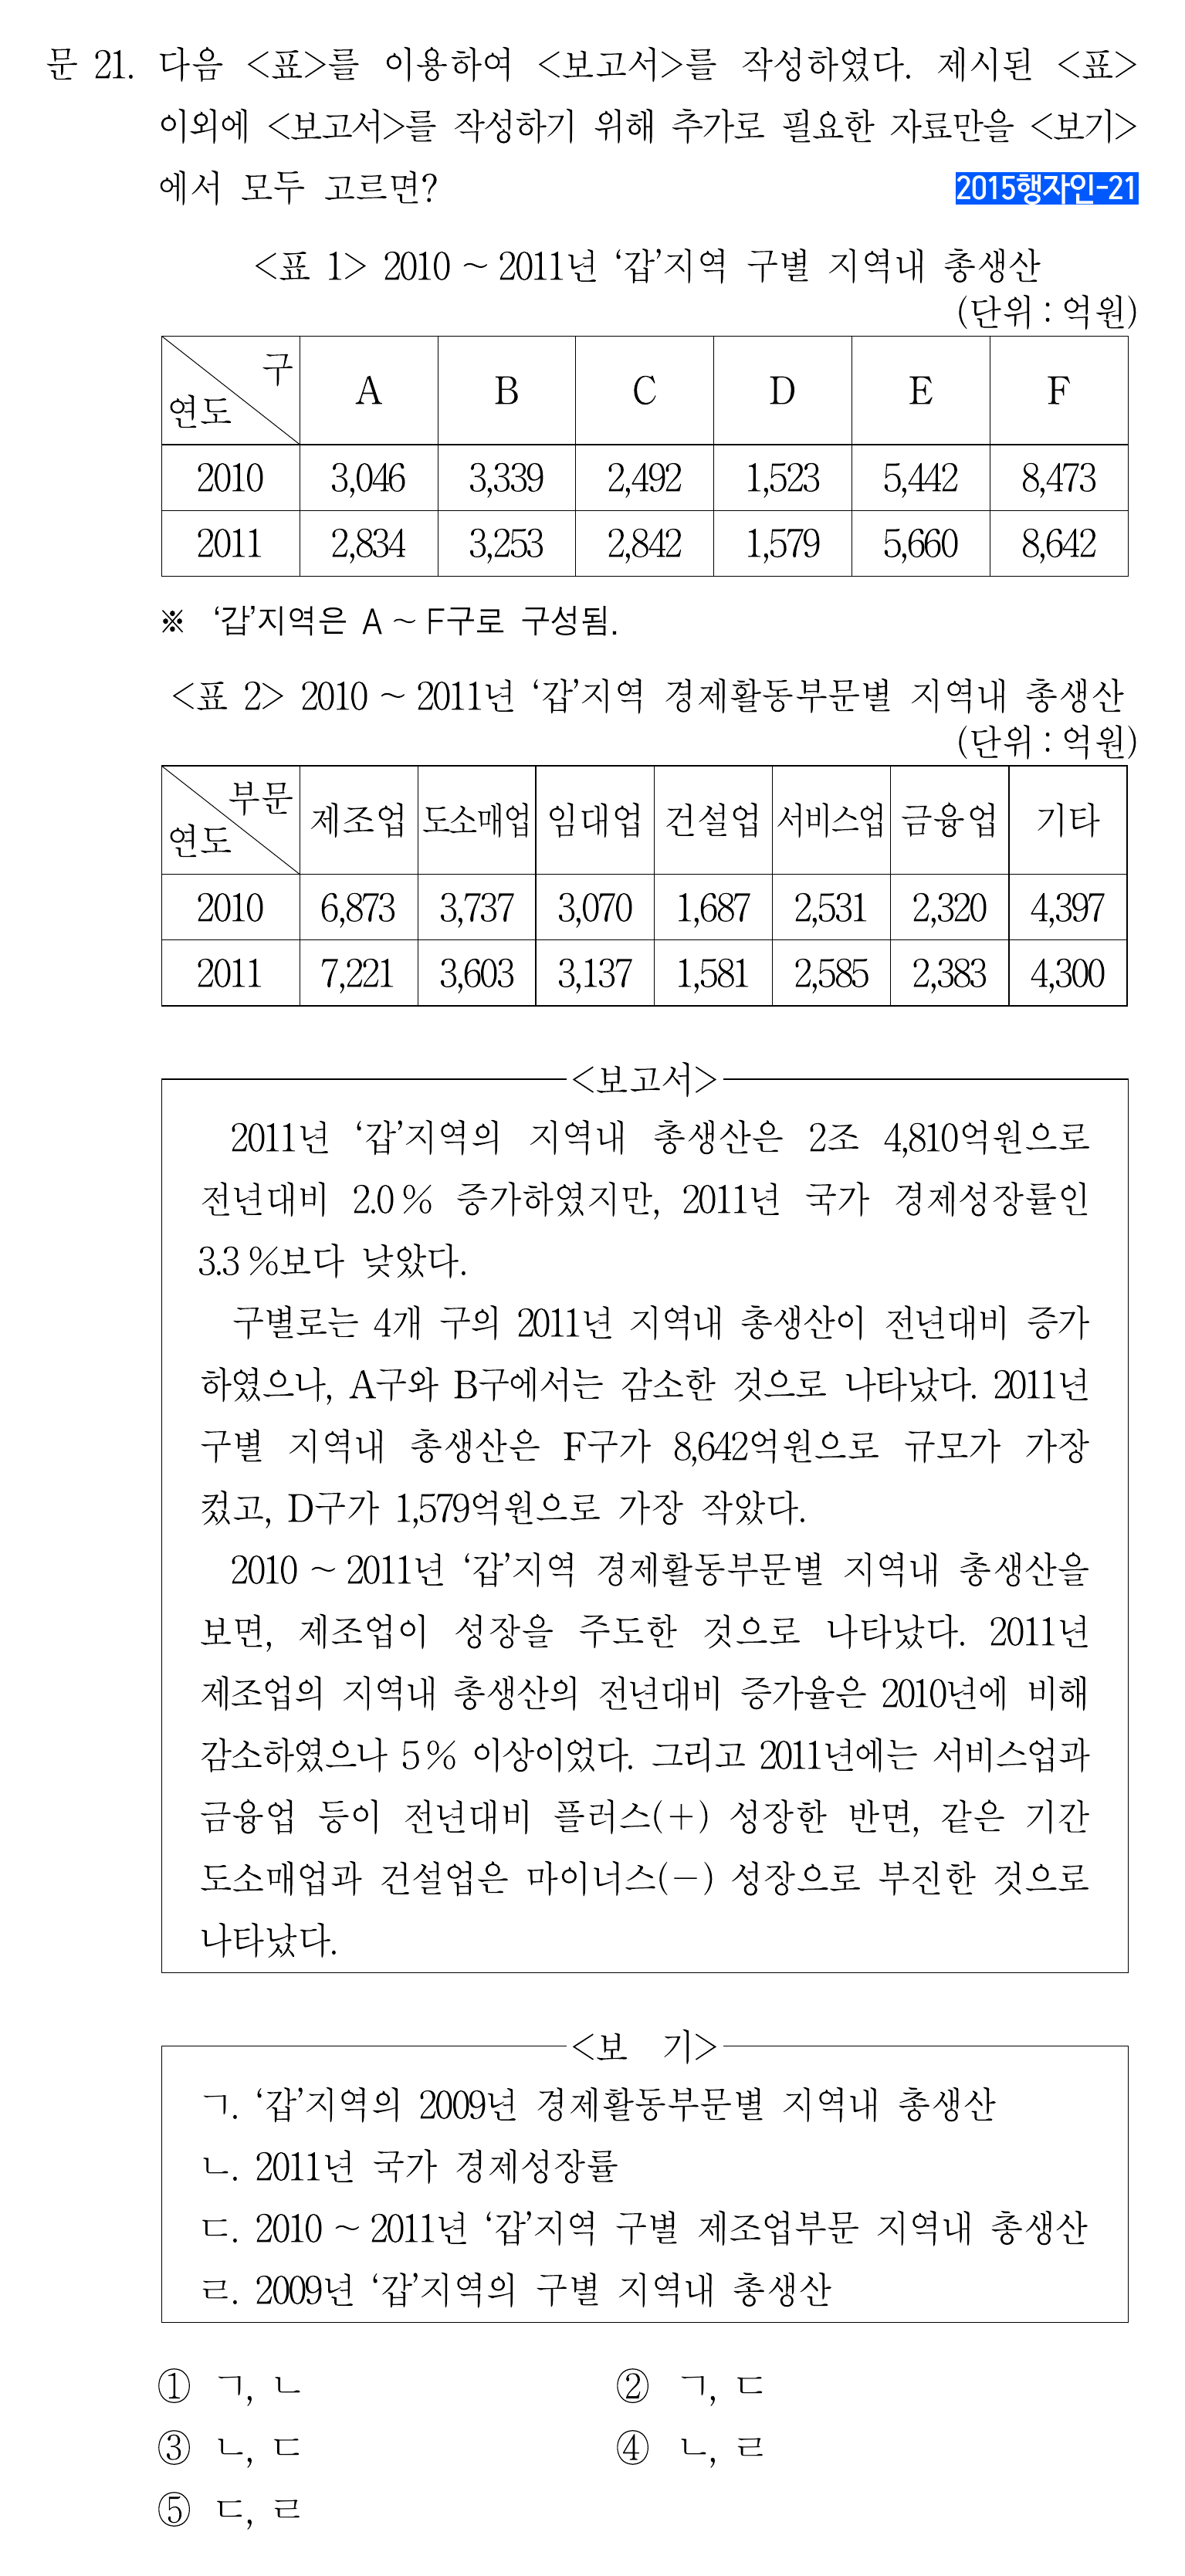 문 21. 다음 <표>를 이용하여 <보고서>를 작성하였다. 제시된 <표>
이외에 <보고서>를 작성하기 위해 추가로 필요한 자료만을 <보기>
에서 모두 고르면?
2015행자인-21
<표 1> 2010 ~ 2011년 ‘갑’지역 구별 지역내 총생산
(단위 : 억원)
구 연도 A B C D E F
2010 3,046 3,339 2,492 1,523 5,442 8,473
2011 2,834 3,253 2,842 1,579 5,660 8,642
※ ‘갑’지역은 A ~ F구로 구성됨.
<표 2> 2010 ~ 2011년 ‘갑’지역 경제활동부문별 지역내 총생산
(단위 : 억원)
부문 연도 제조업 도소매업 임대업 건설업 서비스업 금융업 기타
2010 6,873 3,737 3,070 1,687 2,531 2,320 4,397
2011 7,221 3,603 3,137 1,581 2,585 2,383 4,300
<보고서>
2011년 ‘갑’지역의 지역내 총생산은 2조 4,810억원으로
전년대비 2.0 % 증가하였지만, 2011년 국가 경제성장률인
3.3 %보다 낮았다.
구별로는 4개 구의 2011년 지역내 총생산이 전년대비 증가
하였으나, A구와 B구에서는 감소한 것으로 나타났다. 2011년
구별 지역내 총생산은 F구가 8,642억원으로 규모가 가장
컸고, D구가 1,579억원으로 가장 작았다.
2010 ~ 2011년 ‘갑’지역 경제활동부문별 지역내 총생산을
보면, 제조업이 성장을 주도한 것으로 나타났다. 2011년
제조업의 지역내 총생산의 전년대비 증가율은 2010년에 비해
감소하였으나 5 % 이상이었다. 그리고 2011년에는 서비스업과
금융업 등이 전년대비 플러스(+) 성장한 반면, 같은 기간
도소매업과 건설업은 마이너스(−) 성장으로 부진한 것으로
나타났다.
<보 기>
ㄱ. ‘갑’지역의 2009년 경제활동부문별 지역내 총생산
ㄴ. 2011년 국가 경제성장률
ㄷ. 2010 ~ 2011년 ‘갑’지역 구별 제조업부문 지역내 총생산
ㄹ. 2009년 ‘갑’지역의 구별 지역내 총생산
① ㄱ, ㄴ ② ㄱ, ㄷ
③ ㄴ, ㄷ ④ ㄴ, ㄹ
⑤ ㄷ, ㄹ